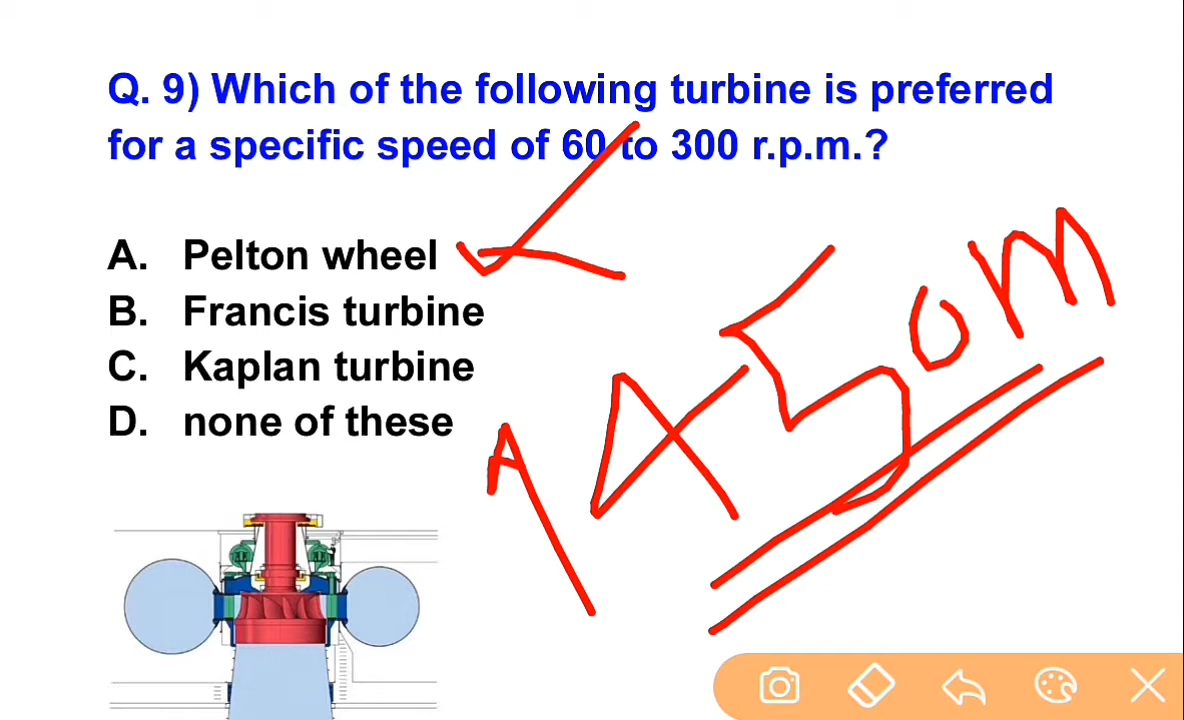 Q. 9) Which of the following turbine is preferred
for a specific speed of 60 to 300 r.p.m.?
A. Pelton wheel
B. Francis turbine
C. Kaplan turbine
D. none of these
1450m